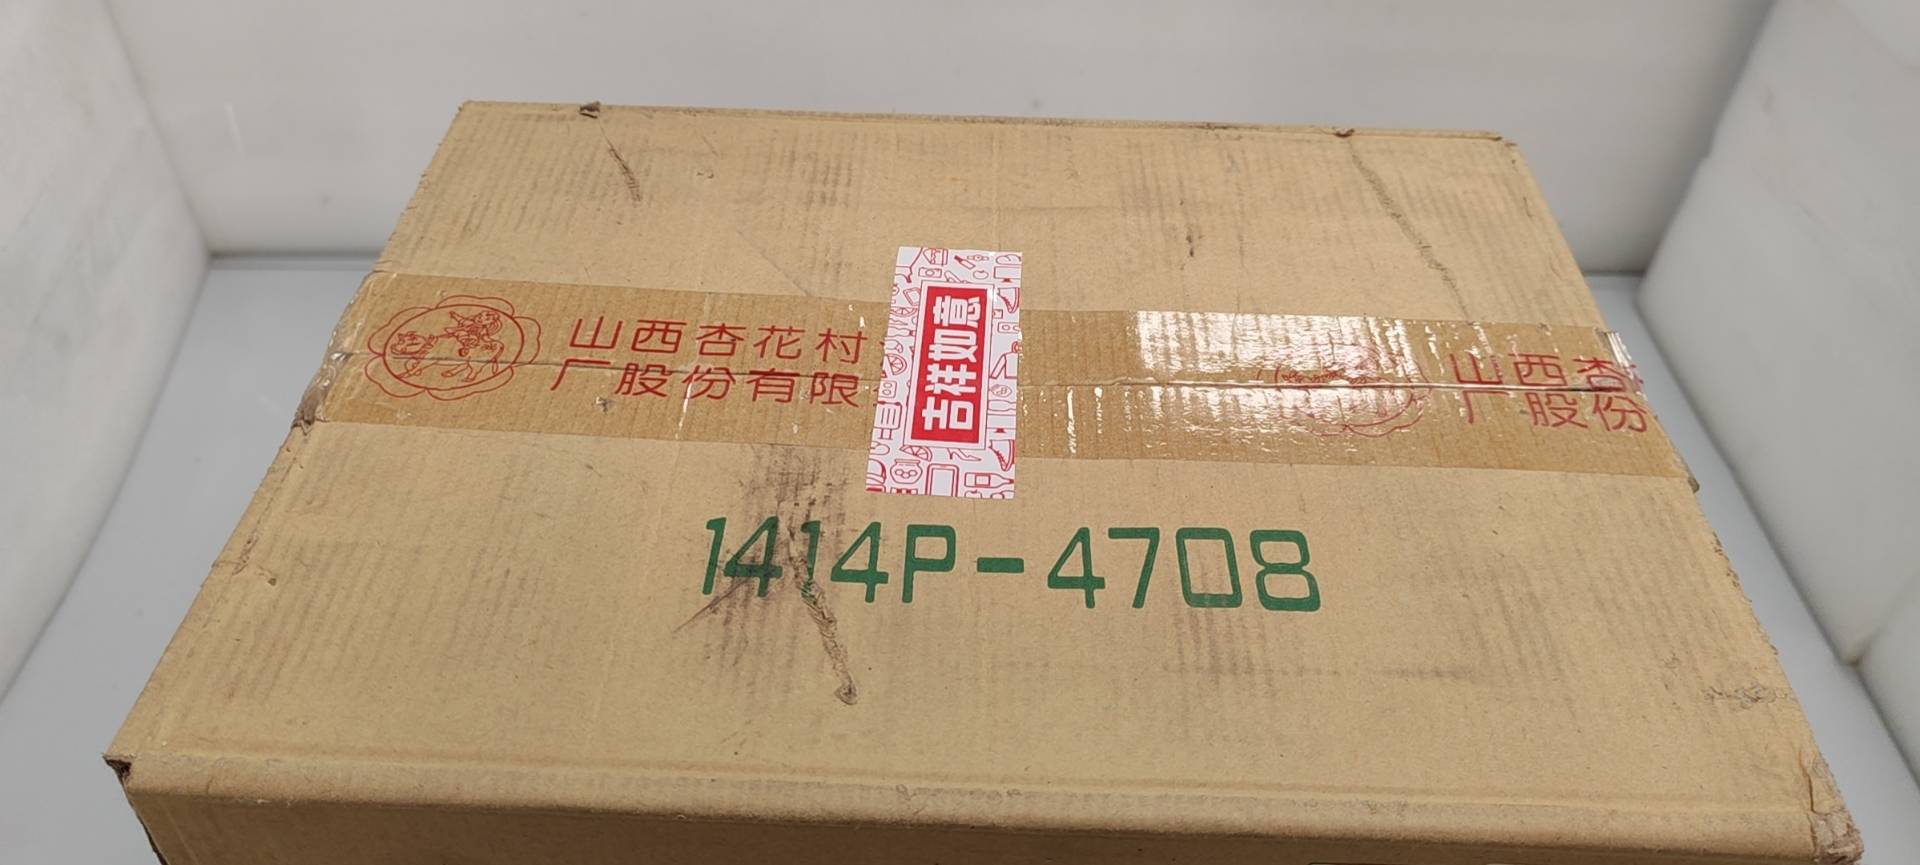 山西杏花村
厂股份有限
吉祥如意
山西杏
厂股份
1414P-4708